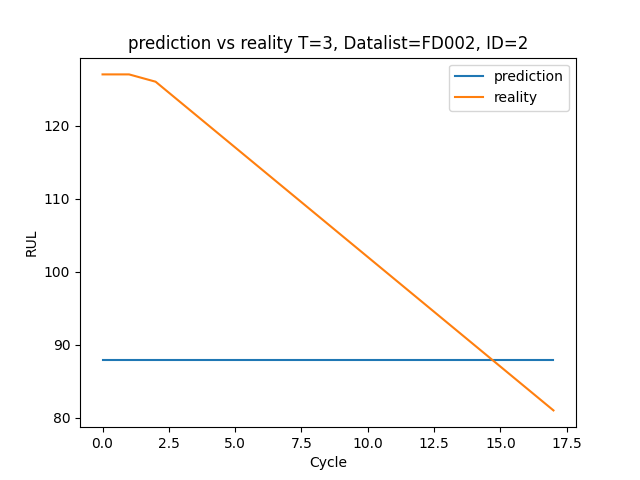 prediction vs reality T=3, Datalist=FD002, ID=2
prediction
reality
RUL
120
110
100
90
80
0.0 2.5 5.0 7.5 10.0 12.5 15.0 17.5
Cycle